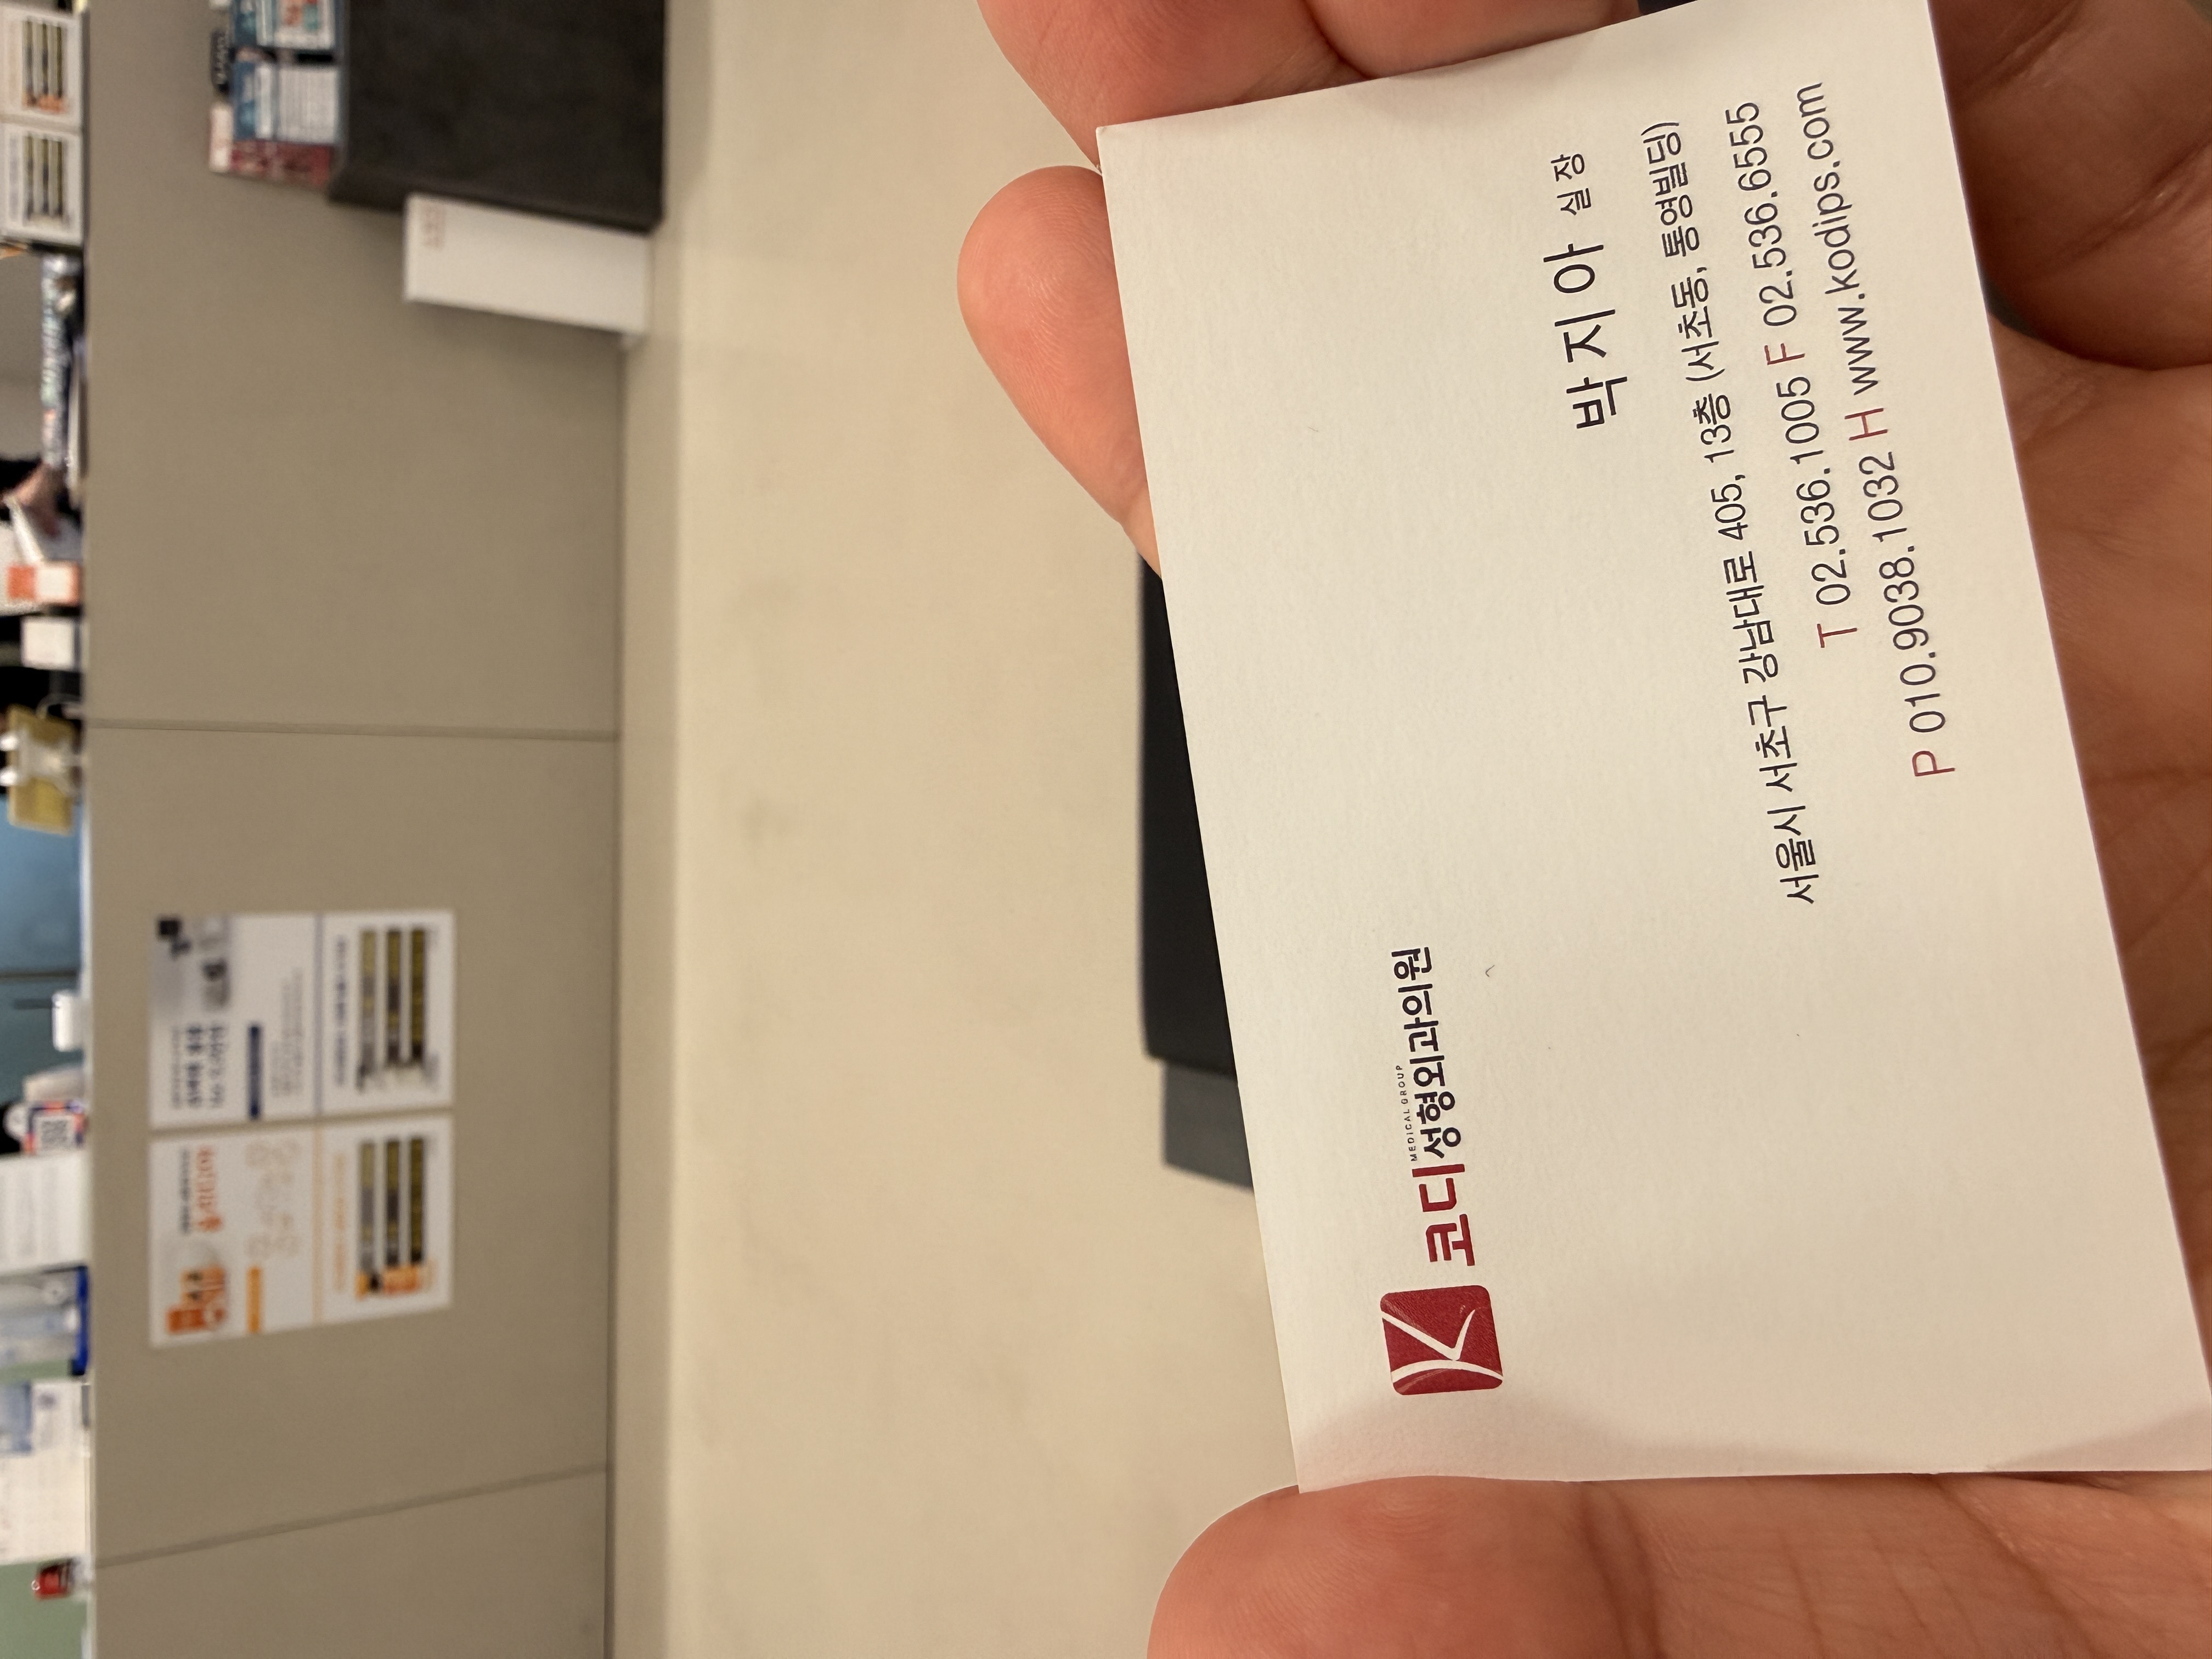 코디성형외과의원
MEDICAL GROUP
박지아 실장
서울시 서초구 강남대로 405, 13층 (서초동, 통영빌딩)
T 02.536.1005 F 02.536.6555
P 010.9038.1032 H www.kodips.com